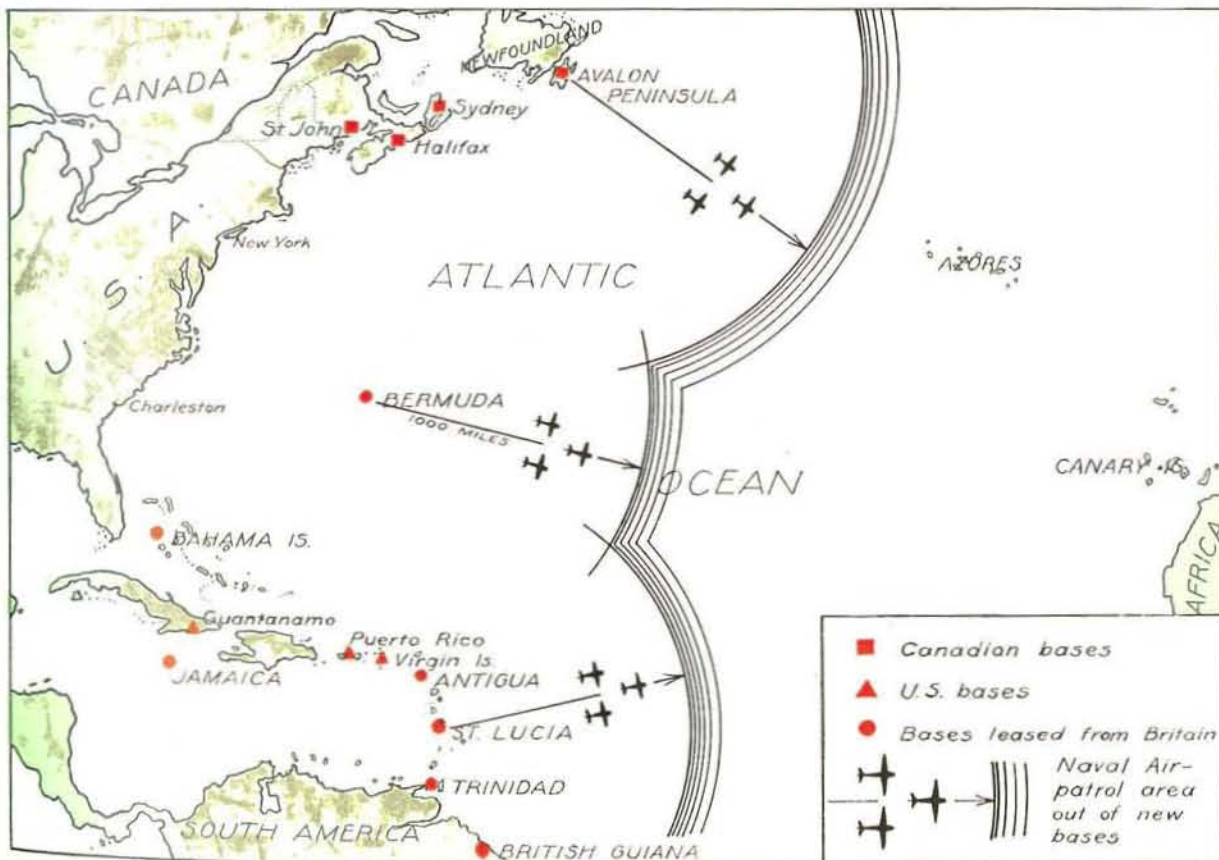 NEWFOUNDLAND
CANADA
AVALON
PENINSULA
Sydney
St John
Halifax
U S A
New York
ATLANTIC
AZORES
BERMUDA
1000 MILES
Charleston
OCEAN
CANARY IS.
BAHAMA IS.
AFRICA
Guantanamo
Puerto Rico
Virgin Is.
JAMAICA
ANTIGUA
ST. LUCIA
TRINIDAD
SOUTH AMERICA
BRITISH GUIANA
Canadian bases
U.S. bases
Bases leased from Britain
Naval Air-
patrol area
out of new
bases